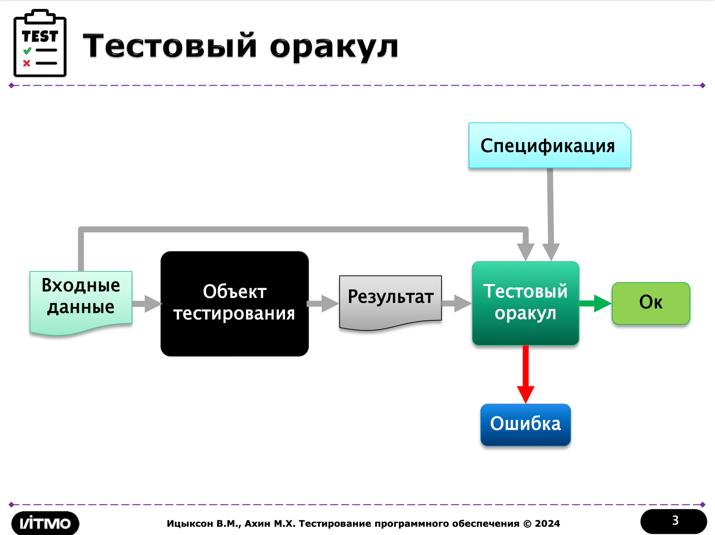 TEST
Тестовый оракул
Спецификация
Входные
данные
Объект
тестирования
Результат
Тестовый
оракул
Ок
Ошибка
ИТМО
Ицыксон В.М., Ахин М.Х. Тестирование программного обеспечения © 2024
3